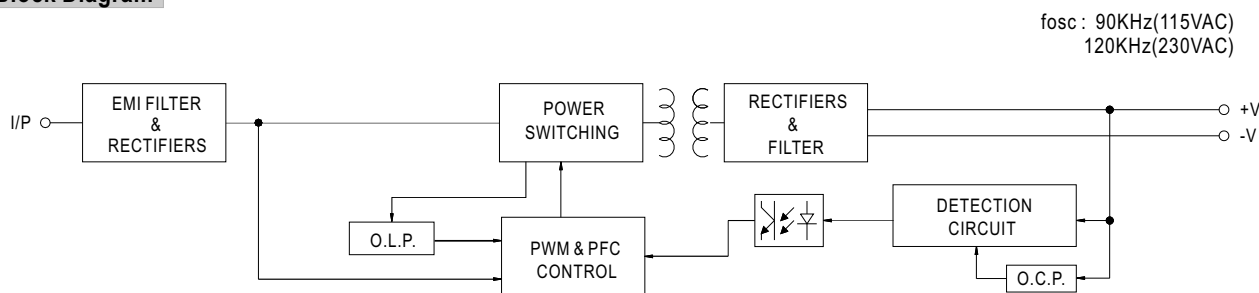 Block Diagram
fosc : 90KHz(115VAC)
120KHz(230VAC)
I/P
EMI FILTER
&
RECTIFIERS
POWER
SWITCHING
RECTIFIERS
&
FILTER
+V
-V
O.L.P.
PWM & PFC
CONTROL
DETECTION
CIRCUIT
O.C.P.